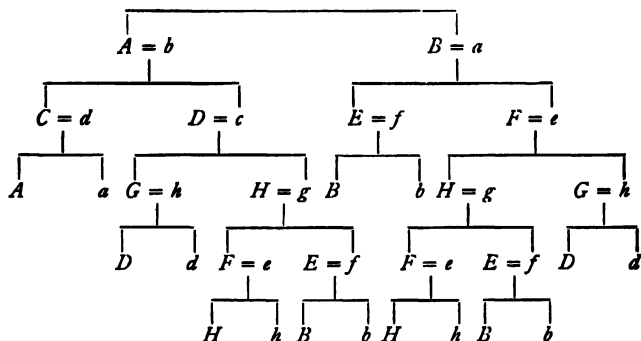 A = b B = a
C = d D = c E = f F = e
A a G = h H = g B b H = g G = h
D d F = e E = f F = e E = f D d
H h B b H h B b